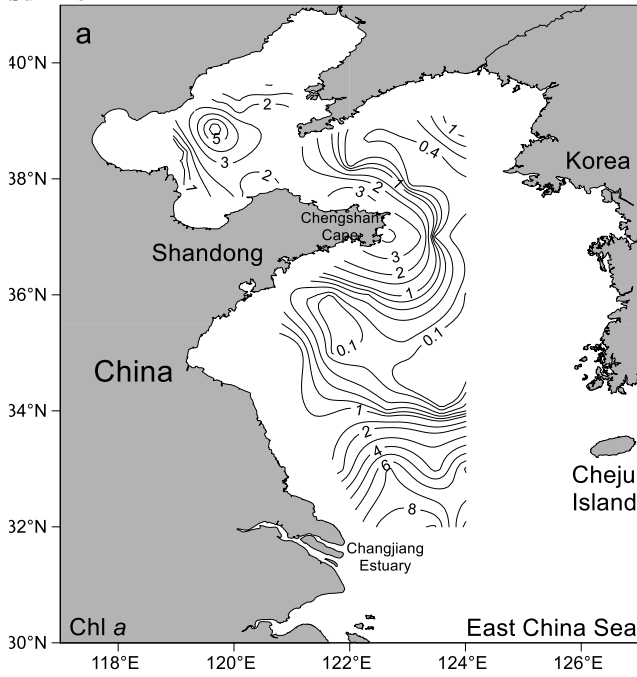 a
40°N
38°N
36°N
34°N
32°N
30°N
118°E
120°E
122°E
124°E
126°E
2
5
3
1
2
1
0.4
Korea
3
2
1
Chengshan
Cape
Shandong
3
2
1
0.1
0.1
China
1
2
4
6
8
Cheju
Island
Changjiang
Estuary
Chl a
East China Sea